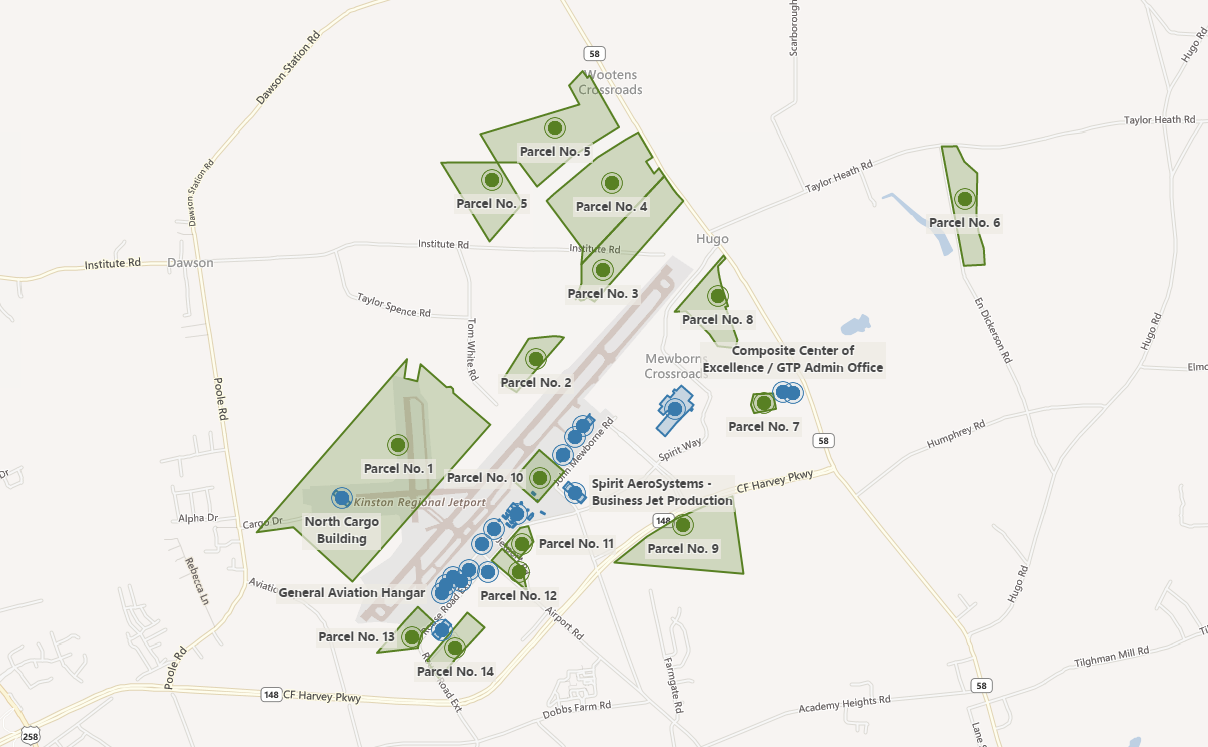 Dawson Station Rd
58
Wootens
Crossroads
Scarborough
Hugo Rd
Taylor Heath Rd
Parcel No. 5
Dawson Station Rd
Taylor Heath Rd
Parcel No. 5
Parcel No. 4
Parcel No. 6
Institute Rd
Institute Rd
Hugo
Institute Rd
Dawson
Parcel No. 3
Taylor Spence Rd
Parcel No. 8
En Dickerson Rd
Hugo Rd
Tom White Rd
Composite Center of
Excellence / GTP Admin Office
Mewborns
Crossroads
Parcel No. 2
Poole Rd
Parcel No. 7
John Mewborne Rd
Spirit Way
58
Humphrey Rd
Parcel No. 1
Parcel No. 10
CF Harvey Pkwy
Spirit AeroSystems -
Business Jet Production
Kinston Regional Jetport
Alpha Dr
Cargo Dr
North Cargo
Building
148
Parcel No. 9
Parcel No. 11
Rebecca Ln
Hugo Rd
General Aviation Hangar
Parcel No. 12
Airport Rd
Parcel No. 13
Poole Rd
Parcel No. 14
Tilghman Mill Rd
Farmgate Rd
58
148
CF Harvey Pkwy
Dobbs Farm Rd
Academy Heights Rd
258